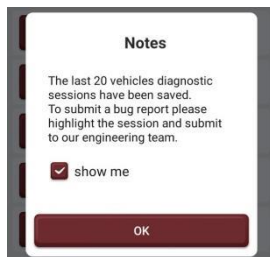 Notes
The last 20 vehicles diagnostic
sessions have been saved.
To submit a bug report please
highlight the session and submit
to our engineering team.
show me
OK